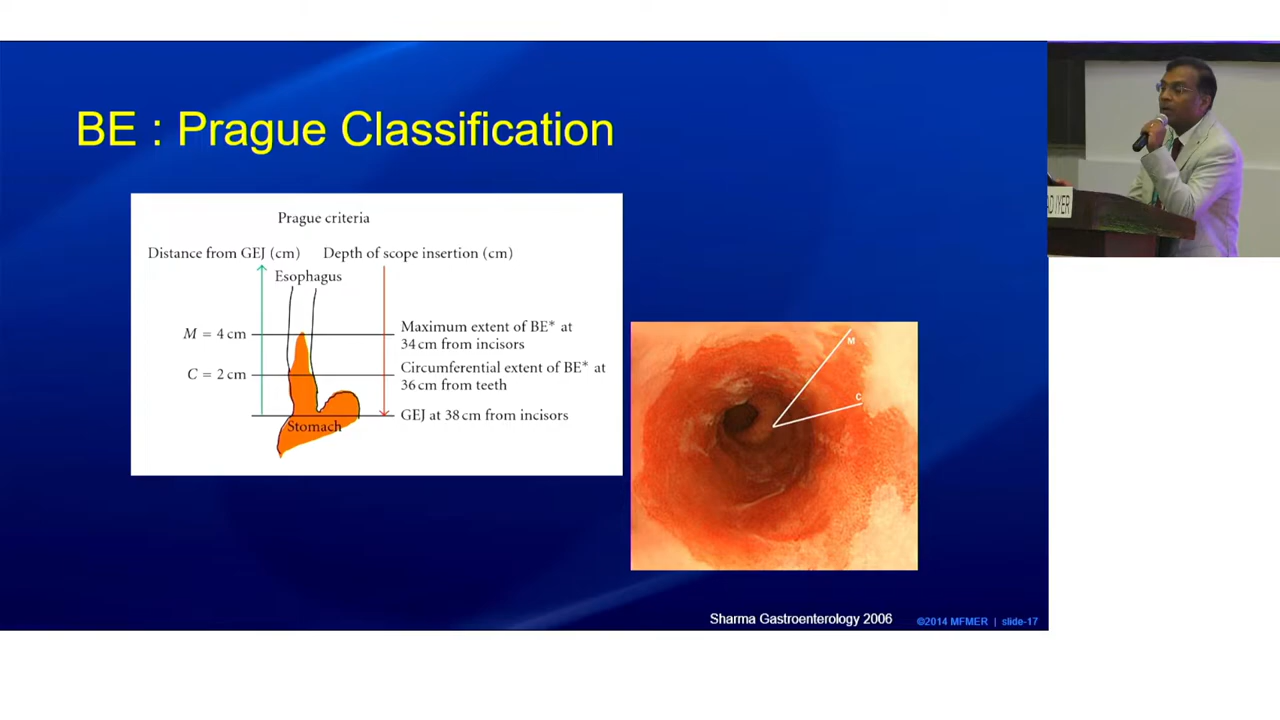 BE : Prague Classification
Prague criteria
Distance from GEJ (cm)
Depth of scope insertion (cm)
Esophagus
M = 4 cm
Maximum extent of BE* at
34 cm from incisors
C = 2 cm
Circumferential extent of BE* at
36 cm from teeth
GEJ at 38 cm from incisors
Stomach
M
C
Sharma Gastroenterology 2006
©2014 MFMER | slide-17
AD IYER